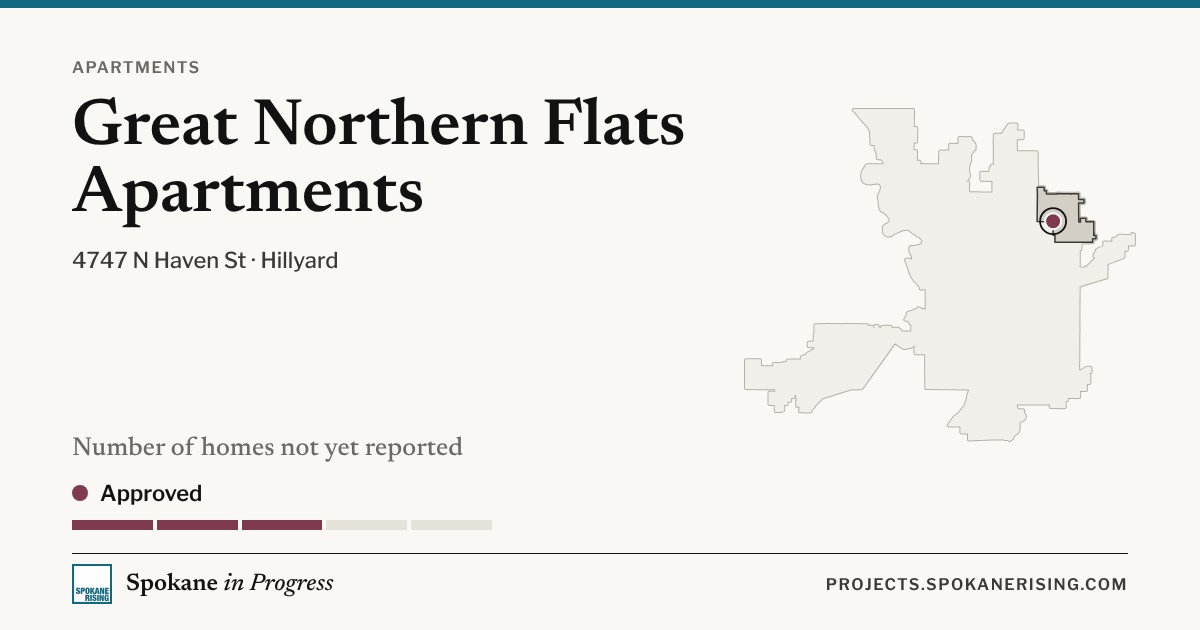 APARTMENTS
Great Northern Flats
Apartments
4747 N Haven St · Hillyard
Number of homes not yet reported
Approved
SPOKANE
RISING
Spokane in Progress
PROJECTS.SPOKANERISING.COM